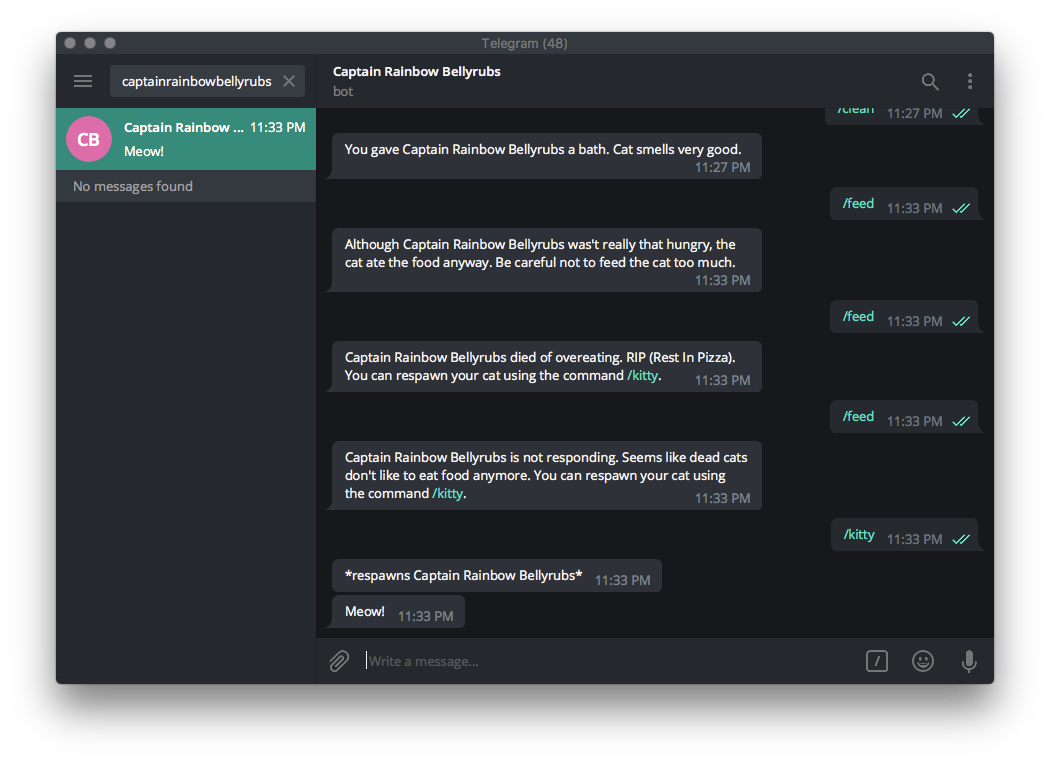 Telegram (48)
captainrainbowbellyrubs
CB
Captain Rainbow ... 11:33 PM
Meow!
No messages found
Captain Rainbow Bellyrubs
bot
/clean 11:27 PM
You gave Captain Rainbow Bellyrubs a bath. Cat smells very good.
11:27 PM
/feed 11:33 PM
Although Captain Rainbow Bellyrubs was't really that hungry, the
cat ate the food anyway. Be careful not to feed the cat too much.
11:33 PM
/feed 11:33 PM
Captain Rainbow Bellyrubs died of overeating. RIP (Rest In Pizza).
You can respawn your cat using the command /kitty. 11:33 PM
/feed 11:33 PM
Captain Rainbow Bellyrubs is not responding. Seems like dead cats
don't like to eat food anymore. You can respawn your cat using
the command /kitty. 11:33 PM
/kitty 11:33 PM
*respawns Captain Rainbow Bellyrubs* 11:33 PM
Meow! 11:33 PM
Write a message...
/